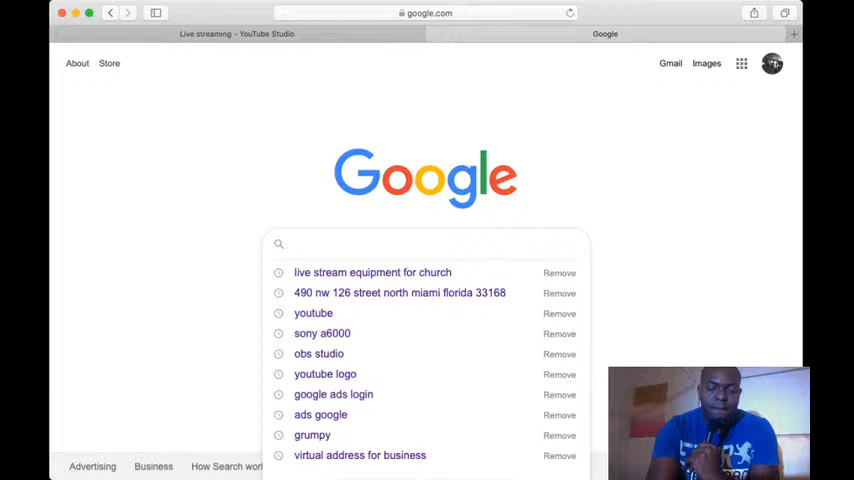 google.com
Live streaming – YouTube Studio
Google
About Store
Gmail Images
Google
live stream equipment for church Remove
490 nw 126 street north miami florida 33168 Remove
youtube Remove
sony a6000 Remove
obs studio Remove
youtube logo Remove
google ads login Remove
ads google Remove
grumpy Remove
virtual address for business Remove
Advertising Business How Search wor